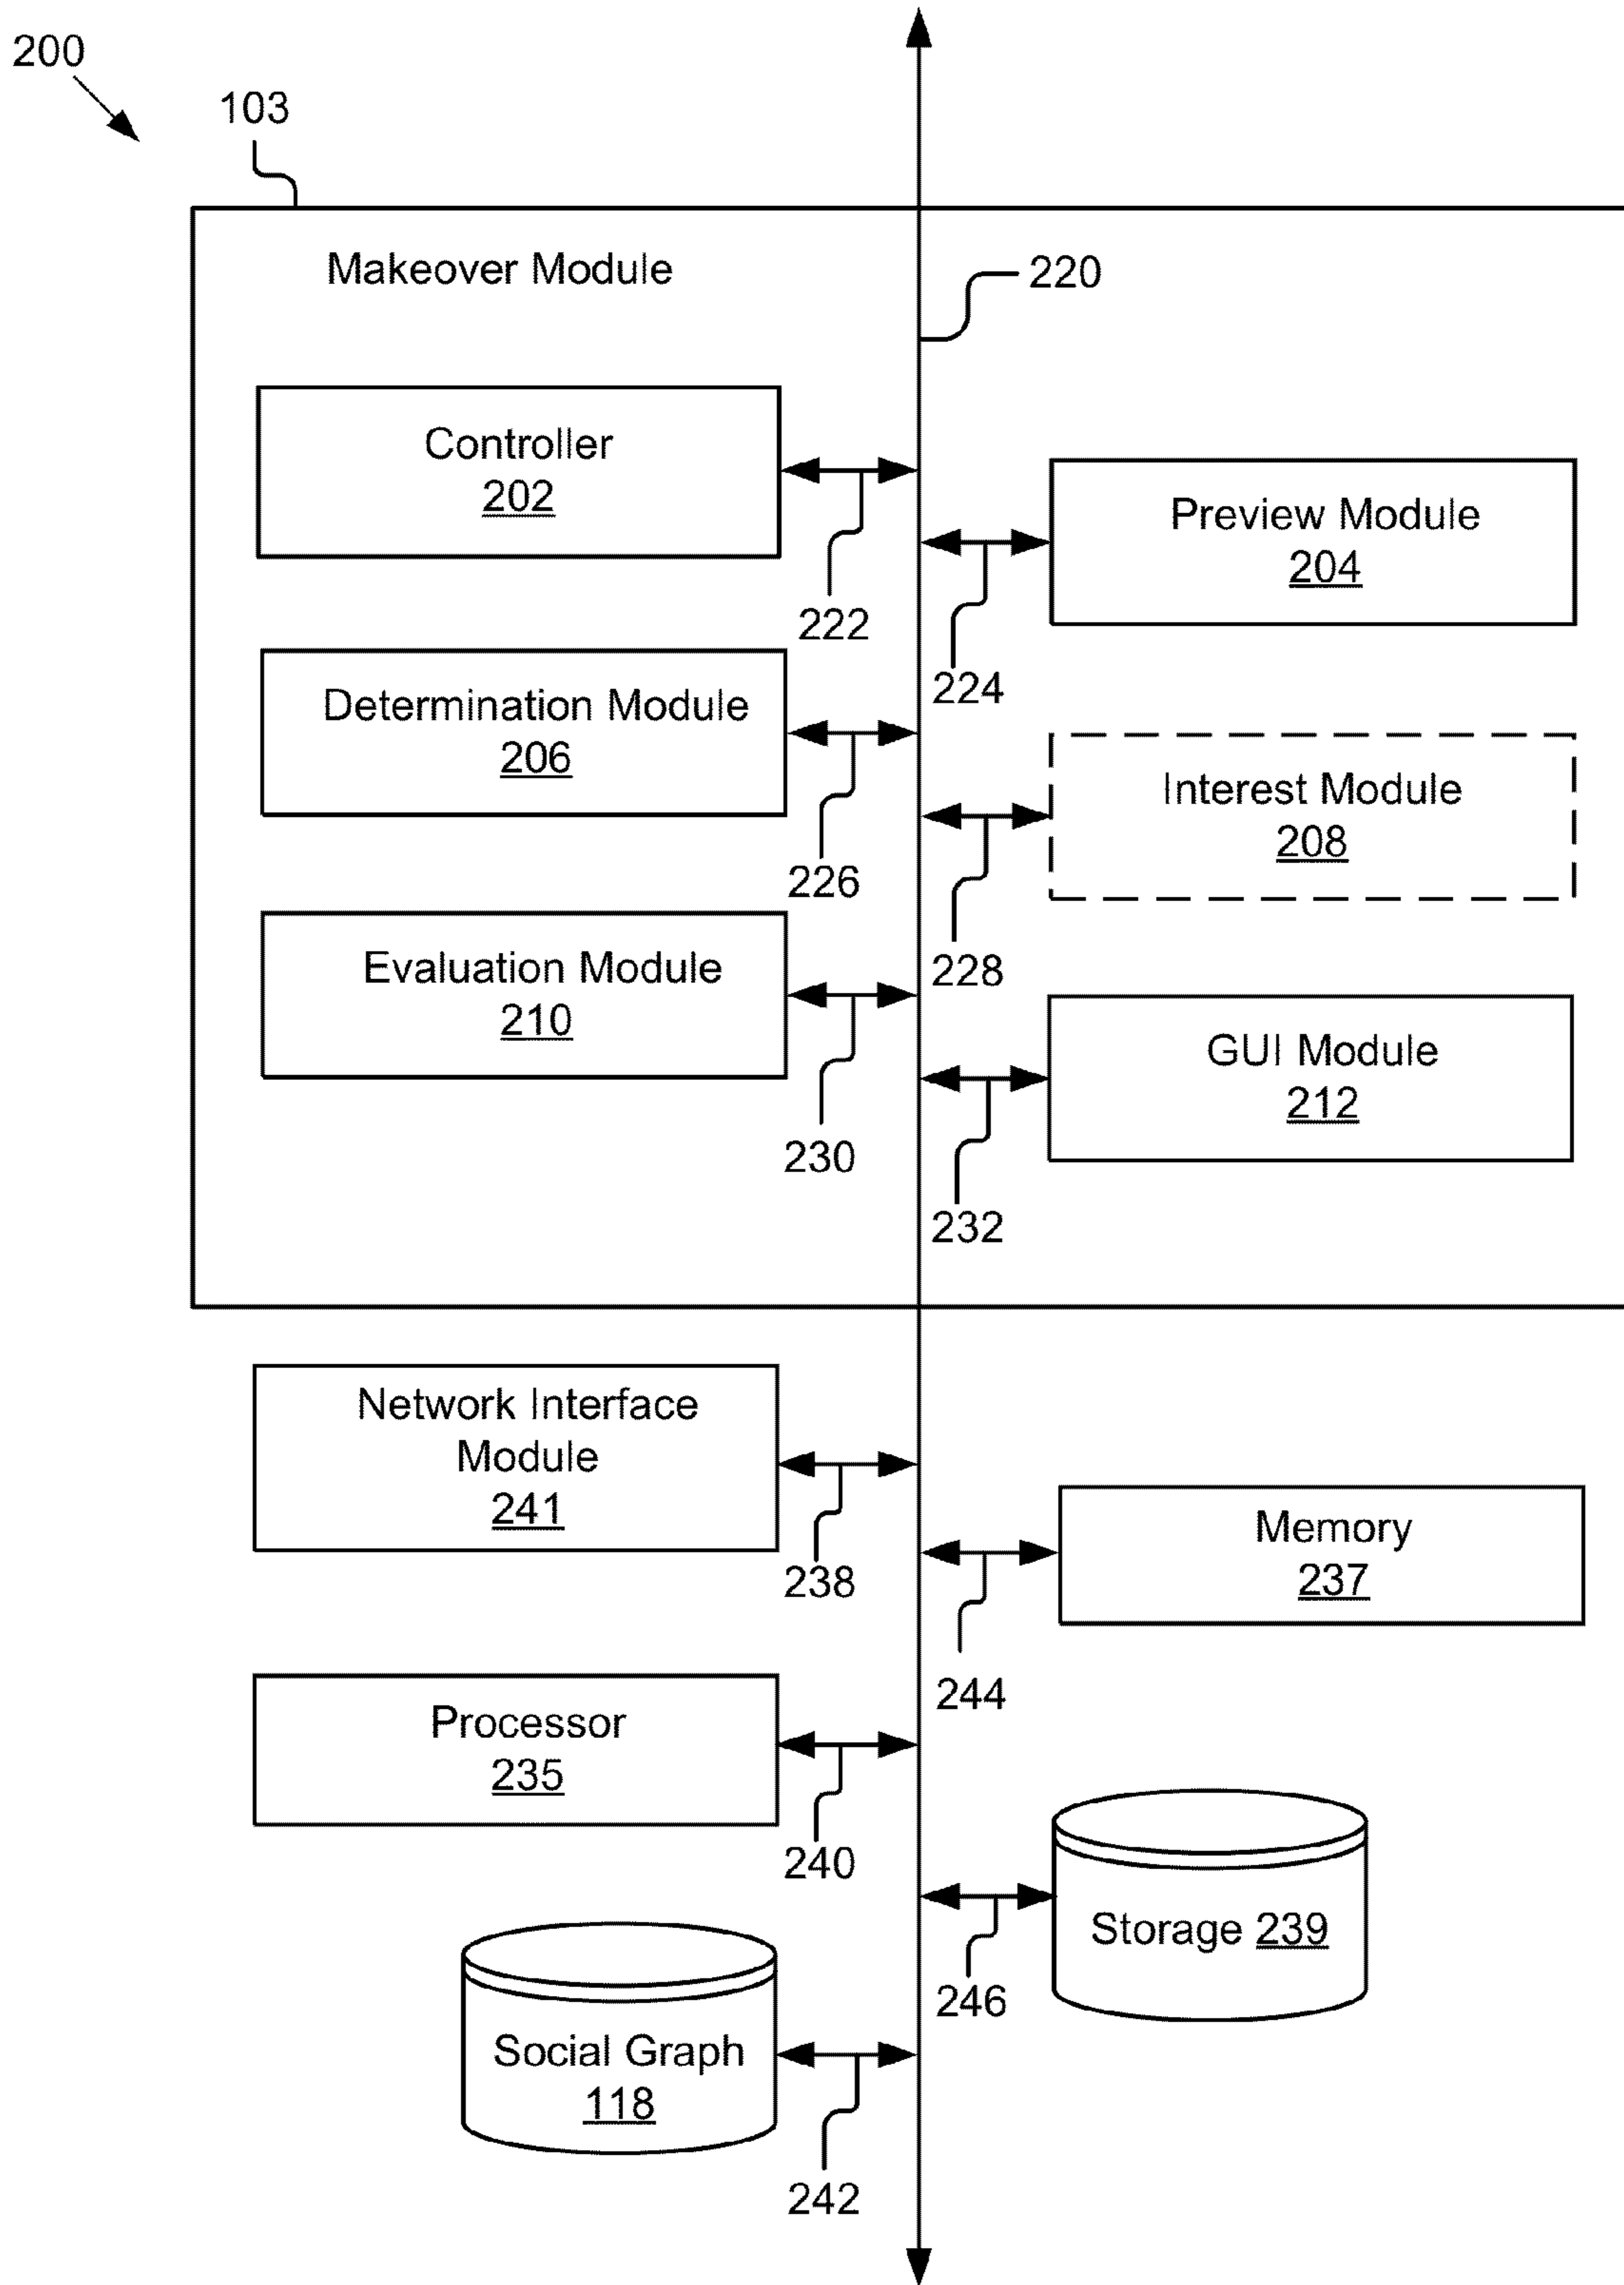 200
103
Makeover Module
220
Controller
202
222
Preview Module
204
224
Determination Module
206
226
Interest Module
208
228
Evaluation Module
210
230
GUI Module
212
232
Network Interface
Module
241
238
Memory
237
244
Processor
235
240
Storage 239
246
Social Graph
118
242